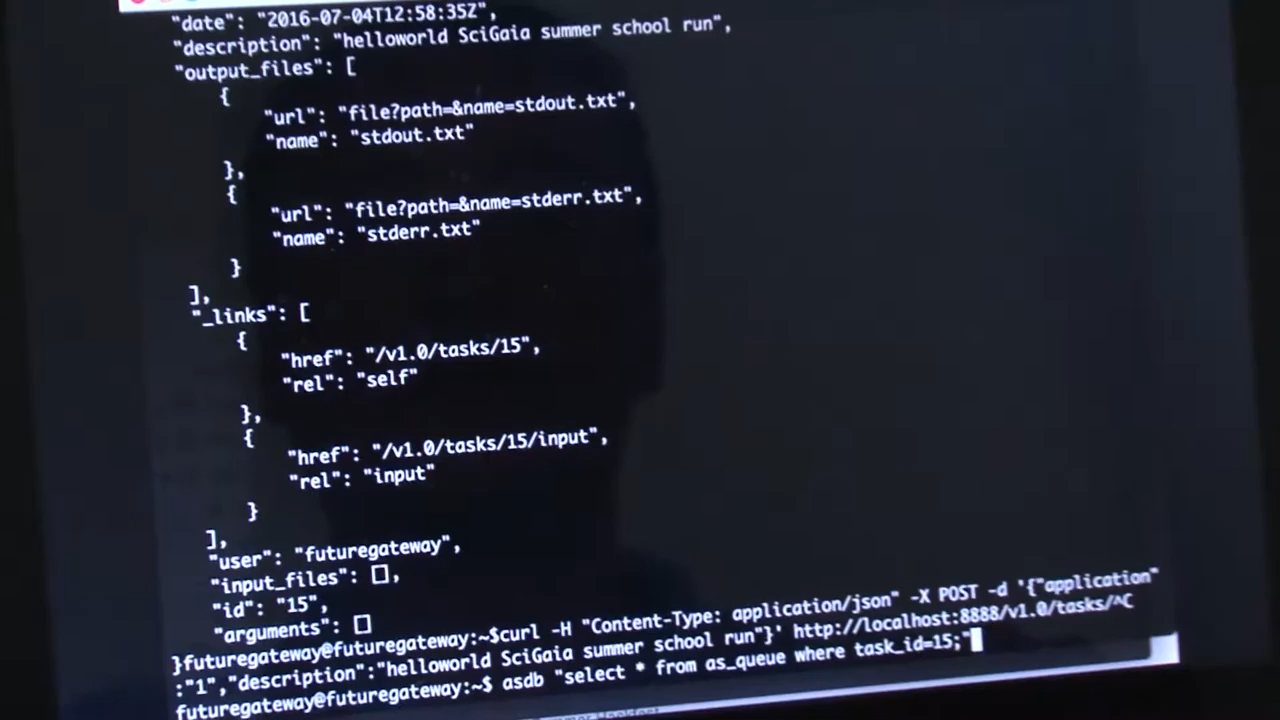 "date": "2016-07-04T12:58:35Z",
"description": "helloworld SciGaia summer school run",
"output_files": [
{
"url": "file?path=&name=stdout.txt",
"name": "stdout.txt"
},
{
"url": "file?path=&name=stderr.txt",
"name": "stderr.txt"
}
],
"_links": [
{
"href": "/v1.0/tasks/15",
"rel": "self"
},
{
"href": "/v1.0/tasks/15/input",
"rel": "input"
}
],
"user": "futuregateway",
"input_files": [],
"id": "15",
"arguments": []
}futuregateway@futuregateway:~$curl -H "Content-Type: application/json" -X POST -d '{"application"
:"1","description":"helloworld SciGaia summer school run"}' http://localhost:8888/v1.0/tasks/^C
futuregateway@futuregateway:~$ asdb "select * from as_queue where task_id=15;"